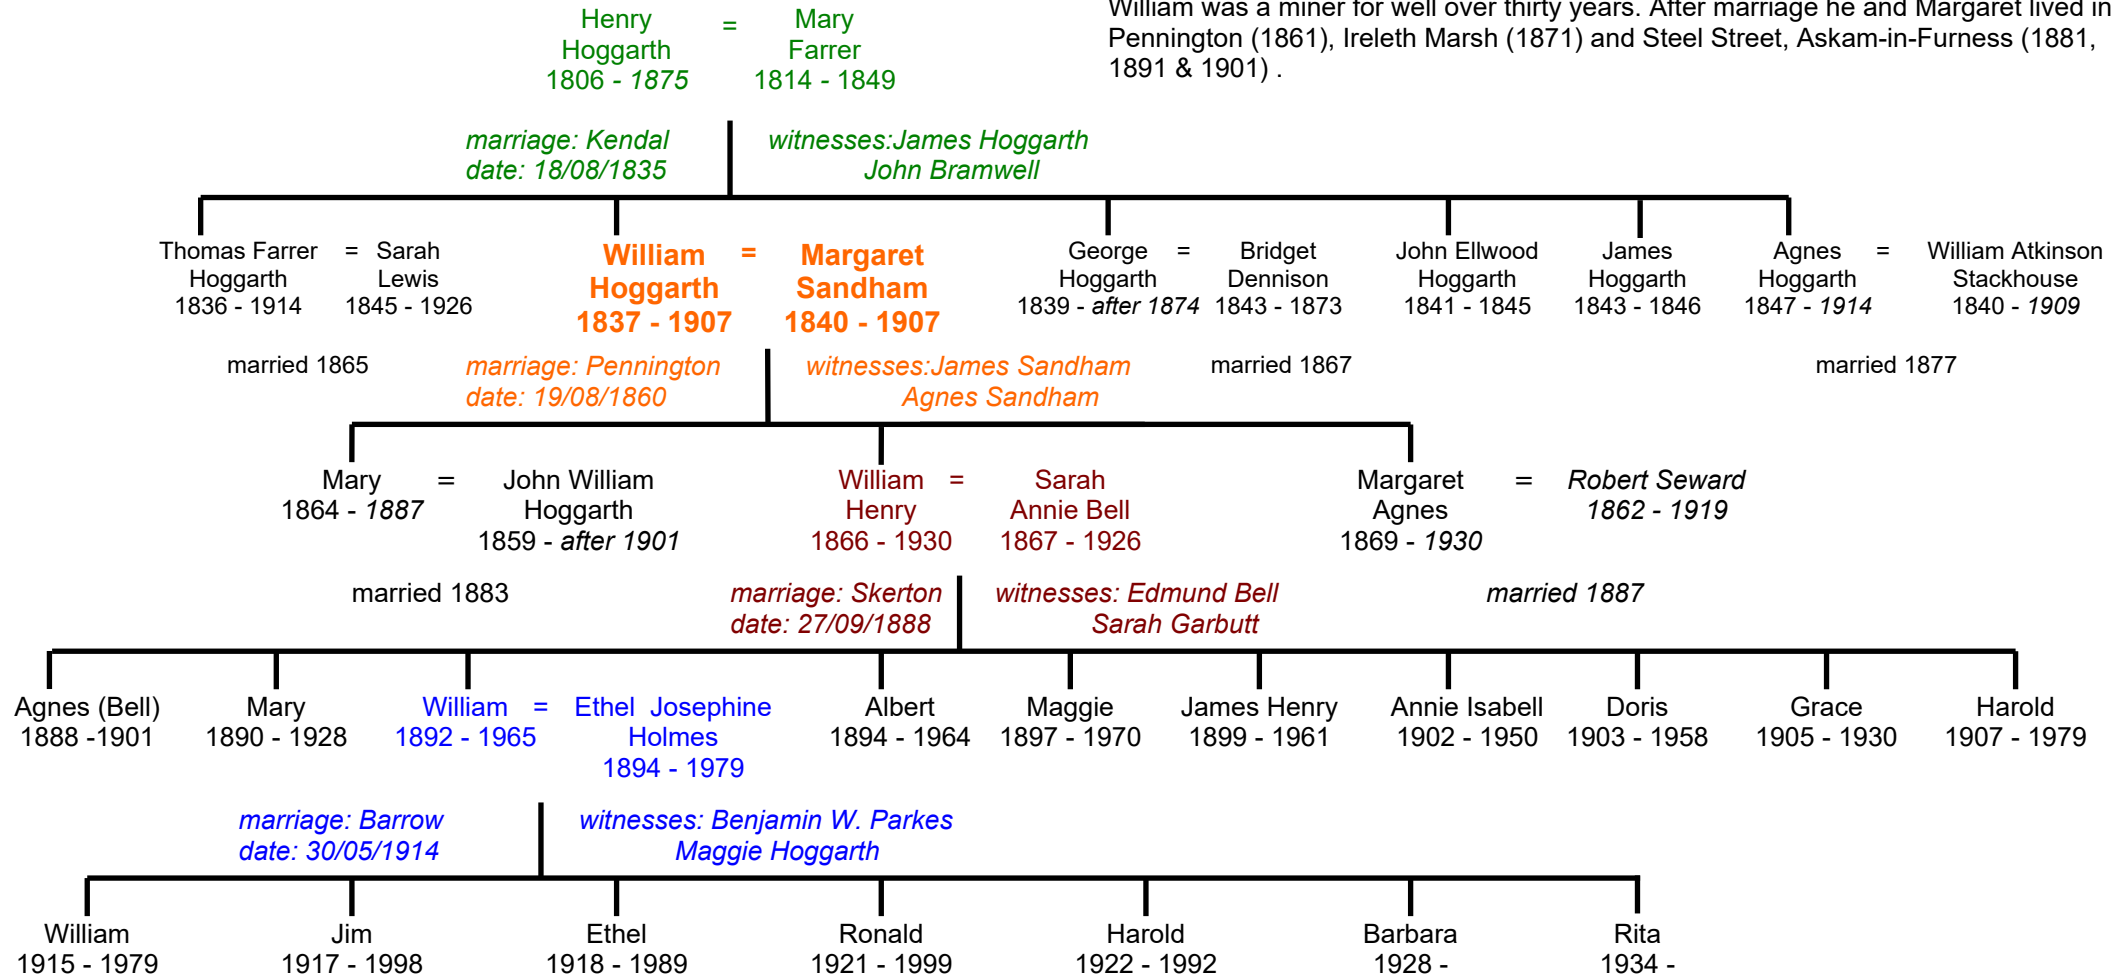 William was a miner for well over thirty years. After marriage he and Margaret lived in
Pennington (1861), Ireleth Marsh (1871) and Steel Street, Askam-in-Furness (1881,
1891 & 1901) .
Henry = Mary
Hoggarth Farrer
1806 - 1875 1814 - 1849
marriage: Kendal witnesses:James Hoggarth
date: 18/08/1835 John Bramwell
Thomas Farrer = Sarah William = Margaret George = Bridget John Ellwood James Agnes = William Atkinson
Hoggarth Lewis Hoggarth Sandham Hoggarth Dennison Hoggarth Hoggarth Hoggarth Stackhouse
1836 - 1914 1845 - 1926 1837 - 1907 1840 - 1907 1839 - after 1874 1843 - 1873 1841 - 1845 1843 - 1846 1847 - 1914 1840 - 1909
married 1865 marriage: Pennington witnesses:James Sandham married 1867 married 1877
date: 19/08/1860 Agnes Sandham
Mary = John William William = Sarah Margaret = Robert Seward
1864 - 1887 Hoggarth Henry Annie Bell Agnes 1862 - 1919
1859 - after 1901 1866 - 1930 1867 - 1926 1869 - 1930
married 1883 marriage: Skerton witnesses: Edmund Bell married 1887
date: 27/09/1888 Sarah Garbutt
Agnes (Bell) Mary William = Ethel Josephine Albert Maggie James Henry Annie Isabell Doris Grace Harold
1888 -1901 1890 - 1928 1892 - 1965 Holmes 1894 - 1964 1897 - 1970 1899 - 1961 1902 - 1950 1903 - 1958 1905 - 1930 1907 - 1979
1894 - 1979
marriage: Barrow witnesses: Benjamin W. Parkes
date: 30/05/1914 Maggie Hoggarth
William Jim Ethel Ronald Harold Barbara Rita
1915 - 1979 1917 - 1998 1918 - 1989 1921 - 1999 1922 - 1992 1928 - 1934 -